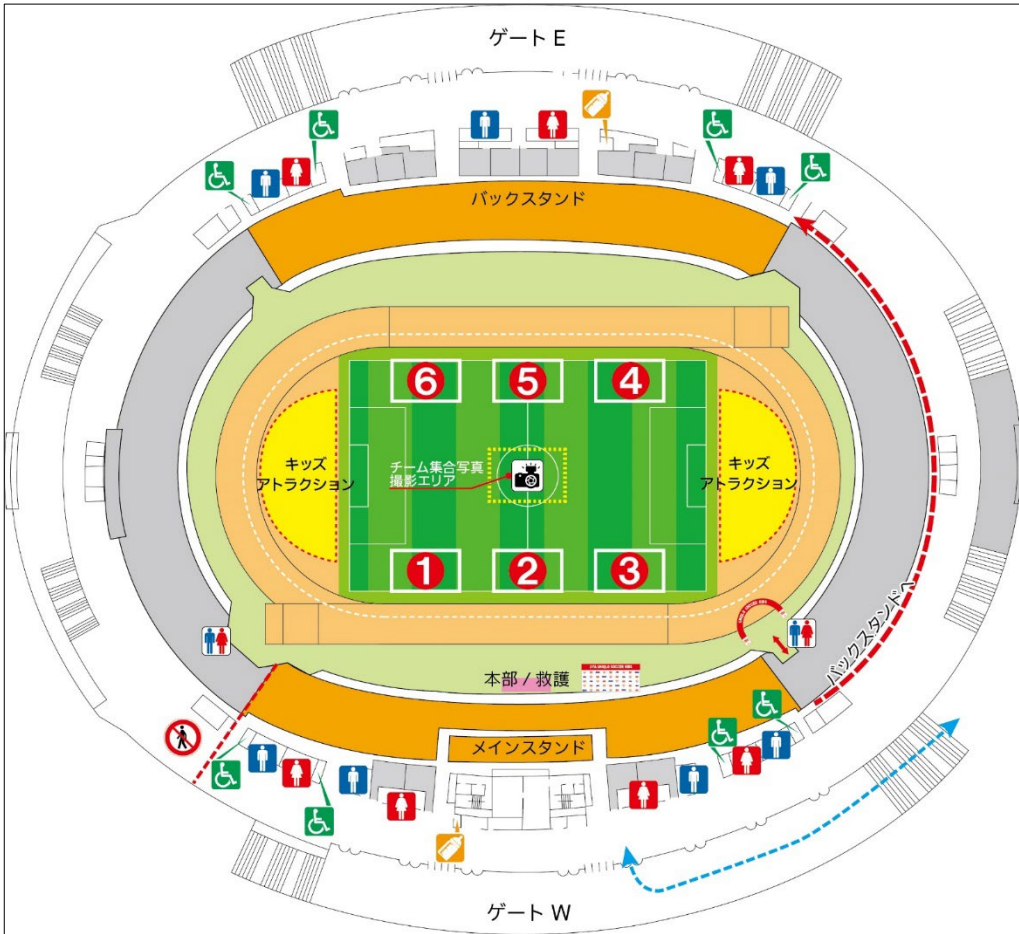 ゲート E
バックスタンド
6
5
4
キッズ
アトラクション
チーム集合写真
撮影エリア
キッズ
アトラクション
1
2
3
バックスタンドへ
本部 / 救護
メインスタンド
ゲート W